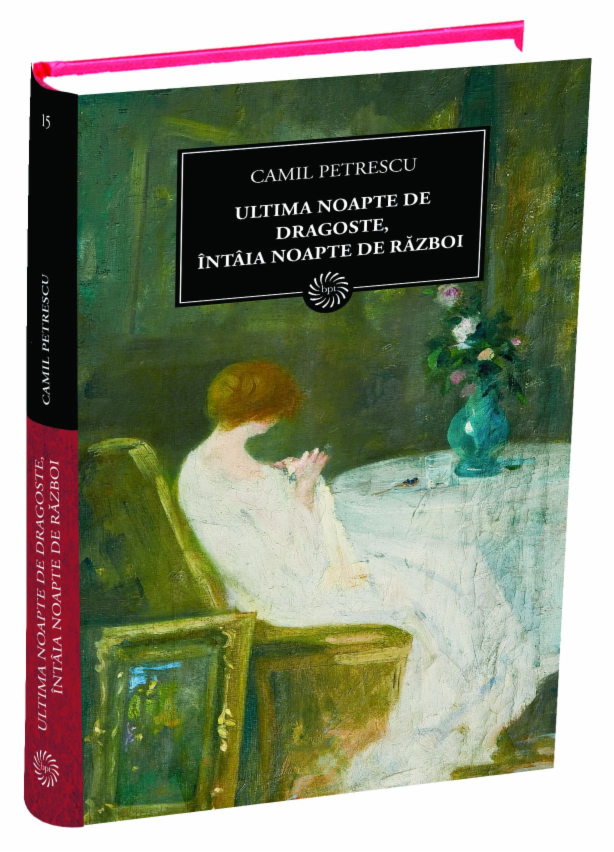 15
CAMIL PETRESCU
ULTIMA NOAPTE DE DRAGOSTE,
ÎNTÂIA NOAPTE DE RĂZBOI
bpt
CAMIL PETRESCU
ULTIMA NOAPTE DE
DRAGOSTE,
ÎNTÂIA NOAPTE DE RĂZBOI
bpt